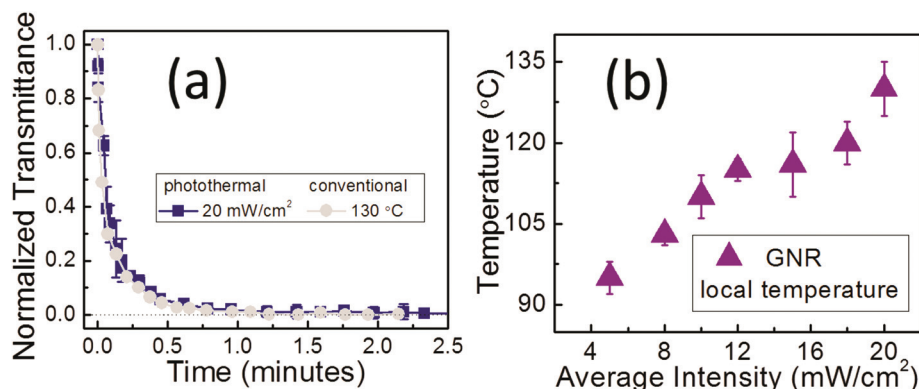 (a)
Normalized Transmittance
1.0
0.8
0.6
0.4
0.2
0.0
photothermal conventional
20 mW/cm² 130 °C
0.0 0.5 1.0 1.5 2.0 2.5
Time (minutes)
(b)
Temperature (°C)
135
120
105
90
GNR
local temperature
4 8 12 16 20
Average Intensity (mW/cm²)